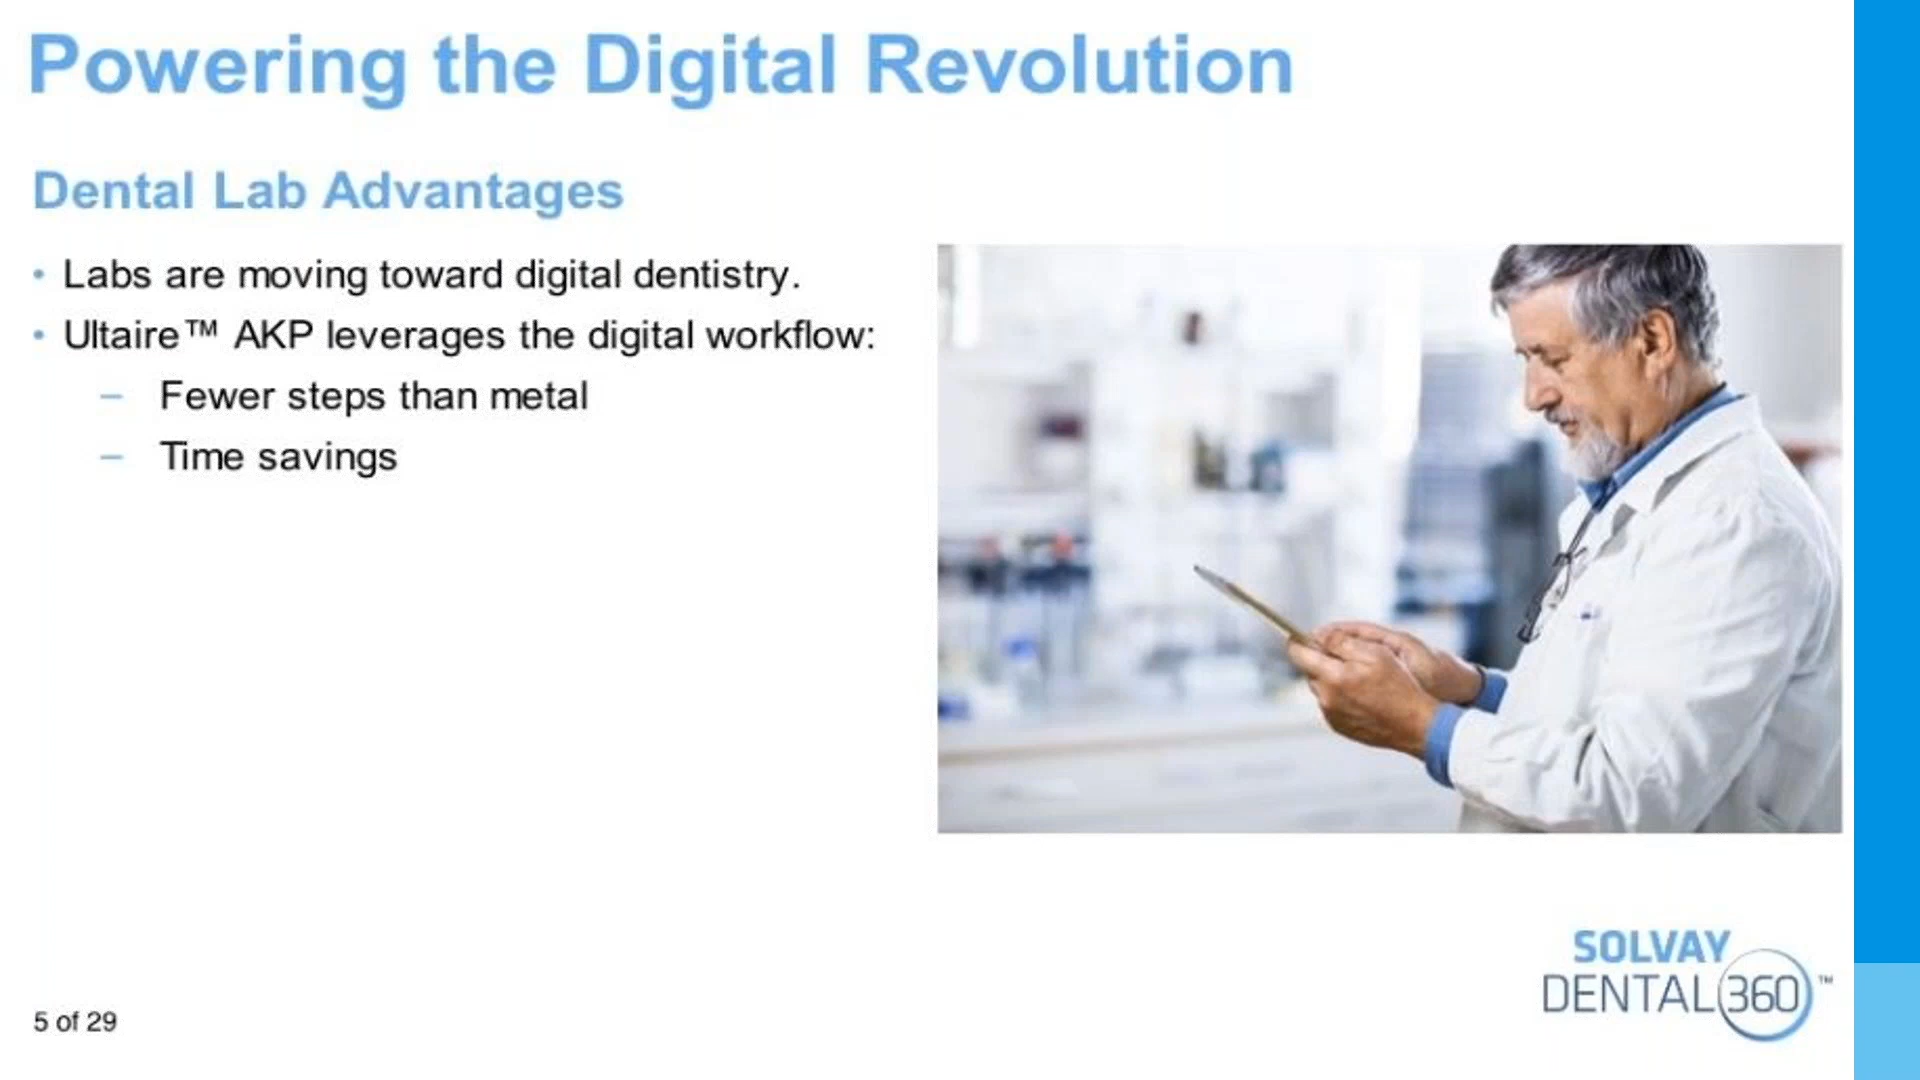 Powering the Digital Revolution
Dental Lab Advantages
• Labs are moving toward digital dentistry.
• Ultaire™ AKP leverages the digital workflow:
– Fewer steps than metal
– Time savings
SOLVAY
DENTAL 360™
5 of 29